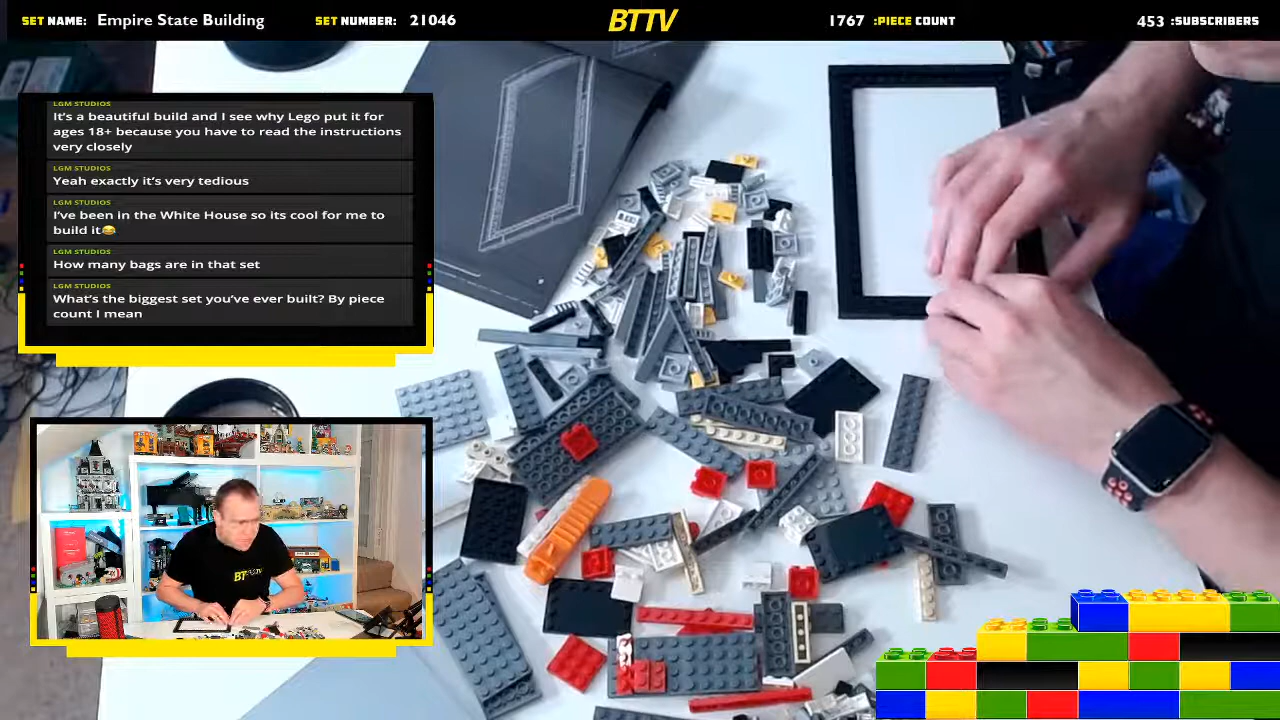 SET NAME: Empire State Building SET NUMBER: 21046 BTTV 1767 :PIECE COUNT 453 :SUBSCRIBERS
LGM STUDIOS
It's a beautiful build and I see why Lego put it for
ages 18+ because you have to read the instructions
very closely
LGM STUDIOS
Yeah exactly it's very tedious
LGM STUDIOS
I've been in the White House so its cool for me to
build it😂
LGM STUDIOS
How many bags are in that set
LGM STUDIOS
What's the biggest set you've ever built? By piece
count I mean